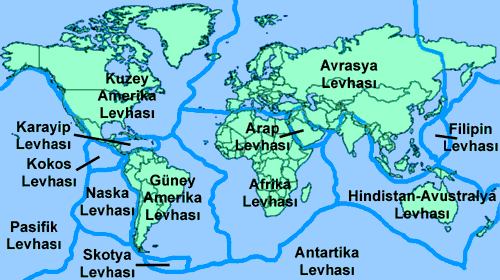 Kuzey
Amerika
Levhası
Avrasya
Levhası
Karayip
Levhası
Arap
Levhası
Filipin
Levhası
Kokos
Levhası
Naska
Levhası
Güney
Amerika
Levhası
Afrika
Levhası
Hindistan-Avustralya
Levhası
Pasifik
Levhası
Skotya
Levhası
Antartika
Levhası